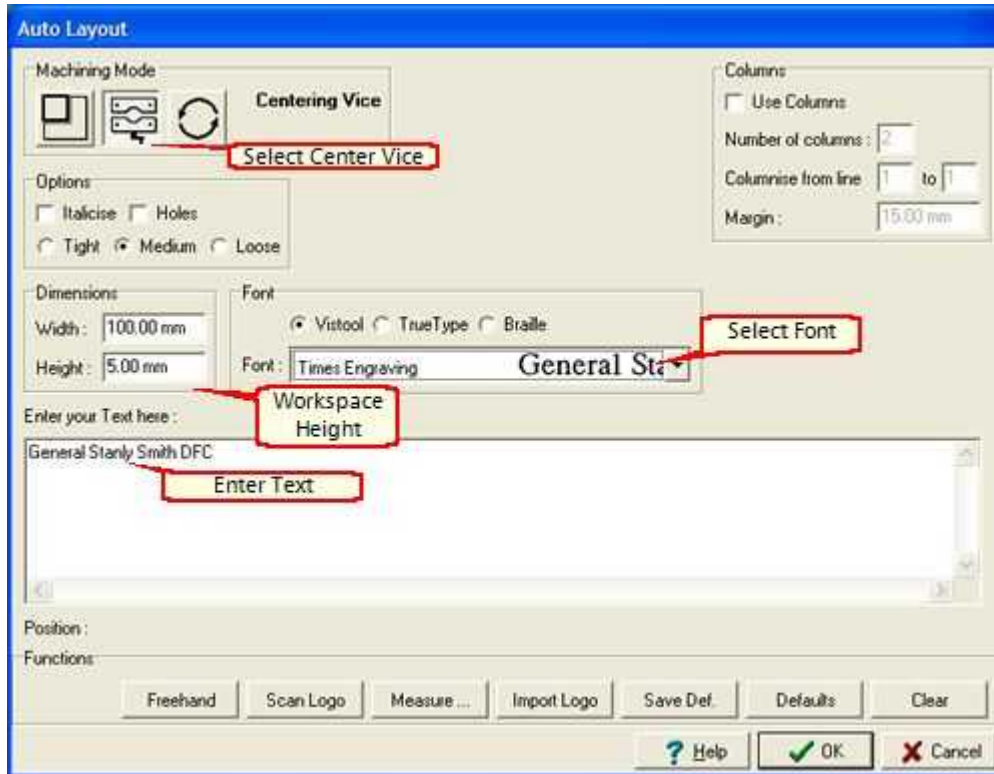 Auto Layout
Machining Mode
Centering Vice
Select Center Vice
Options
Italicise
Holes
Tight
Medium
Loose
Columns
Use Columns
Number of columns : 2
Columnise from line 1 to 1
Margin : 15.00 mm
Dimensions
Width : 100.00 mm
Height : 5.00 mm
Font
Vistool
TrueType
Braille
Font : Times Engraving General Sta
Select Font
Workspace
Height
Enter your Text here :
General Stanly Smith DFC
Enter Text
Position :
Functions
Freehand
Scan Logo
Measure ...
Import Logo
Save Def.
Defaults
Clear
? Help
OK
Cancel